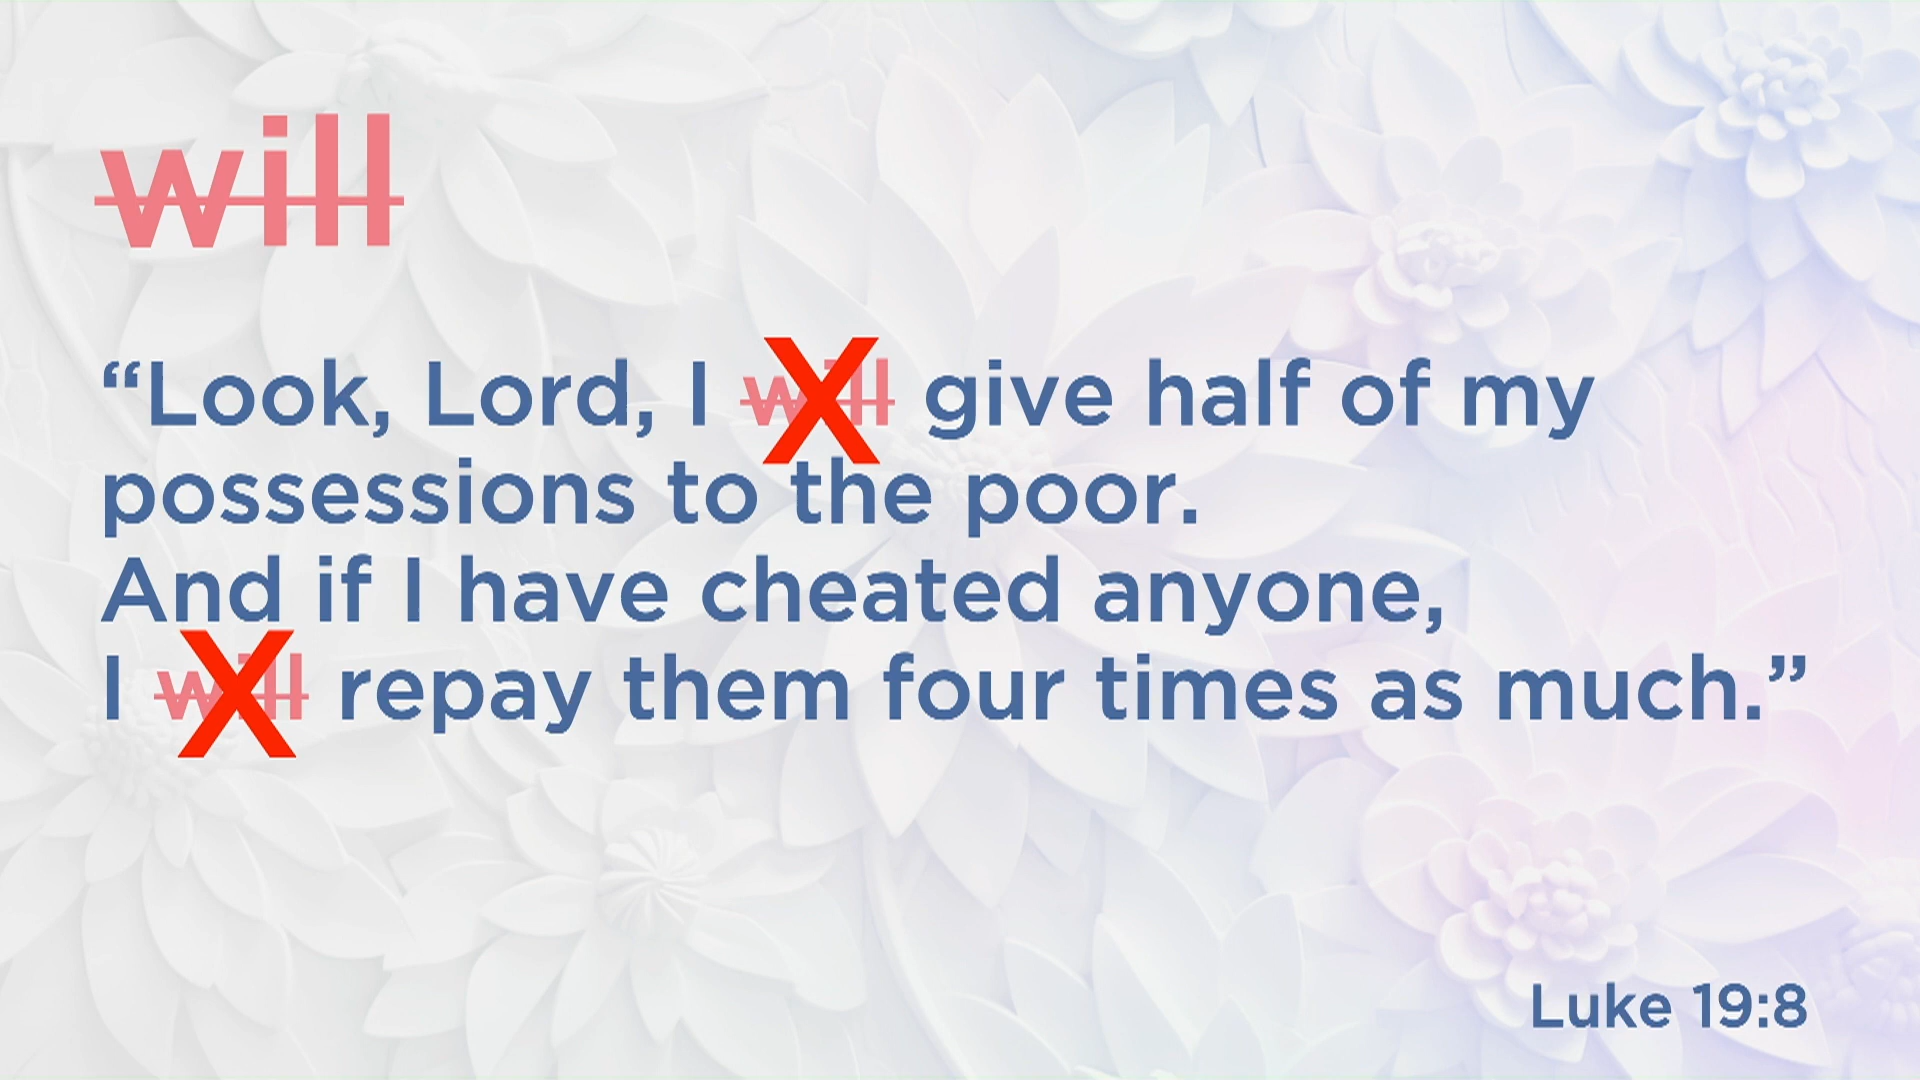 will
“Look, Lord, I will give half of my
possessions to the poor.
And if I have cheated anyone,
I will repay them four times as much.”
Luke 19:8